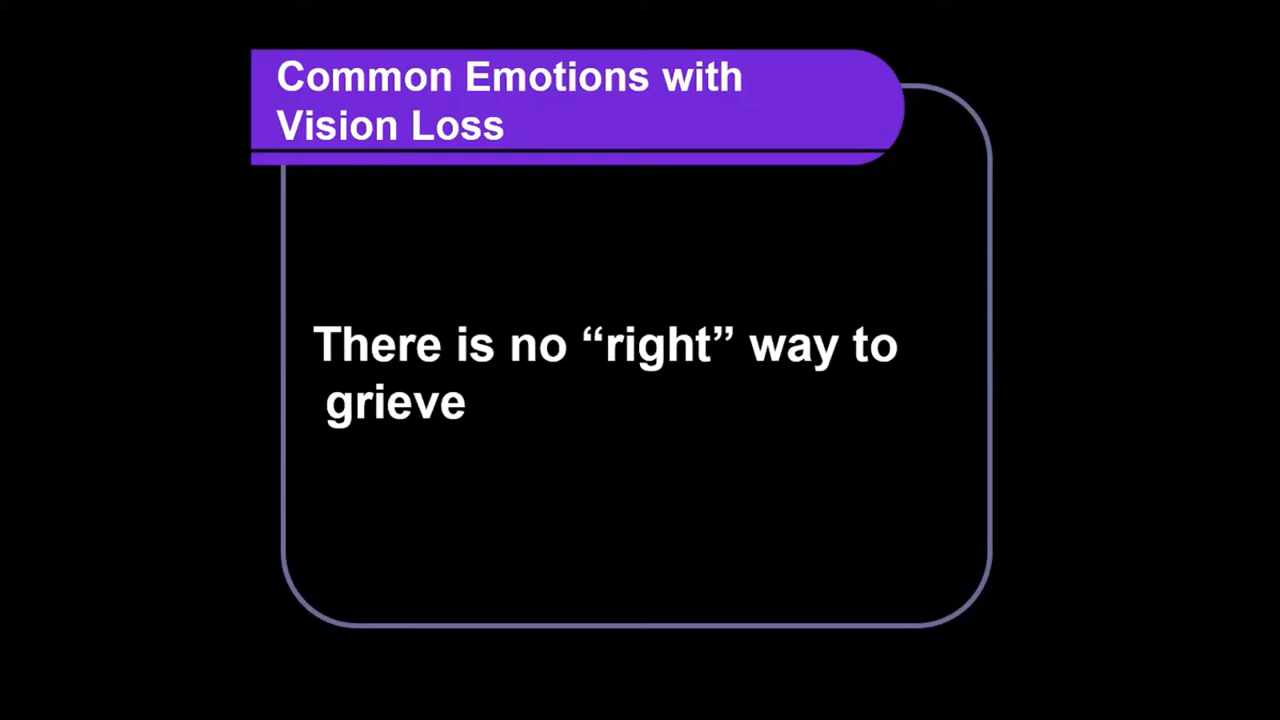 Common Emotions with
Vision Loss
There is no “right” way to
grieve